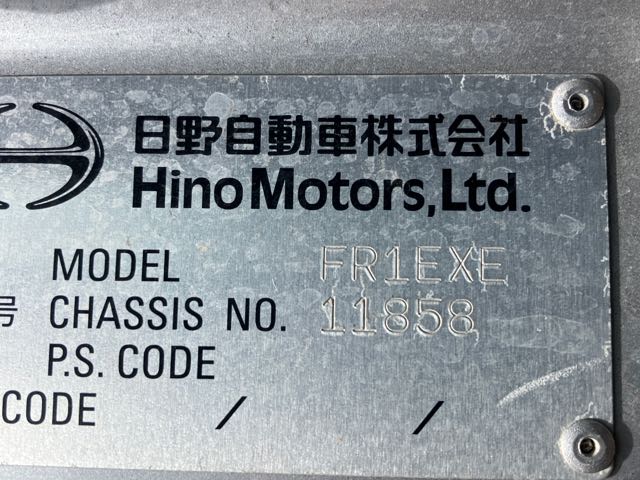 日野自動車株式会社
Hino Motors,Ltd.
MODEL FR1EXE
号 CHASSIS NO. 11858
P.S. CODE
CODE / /